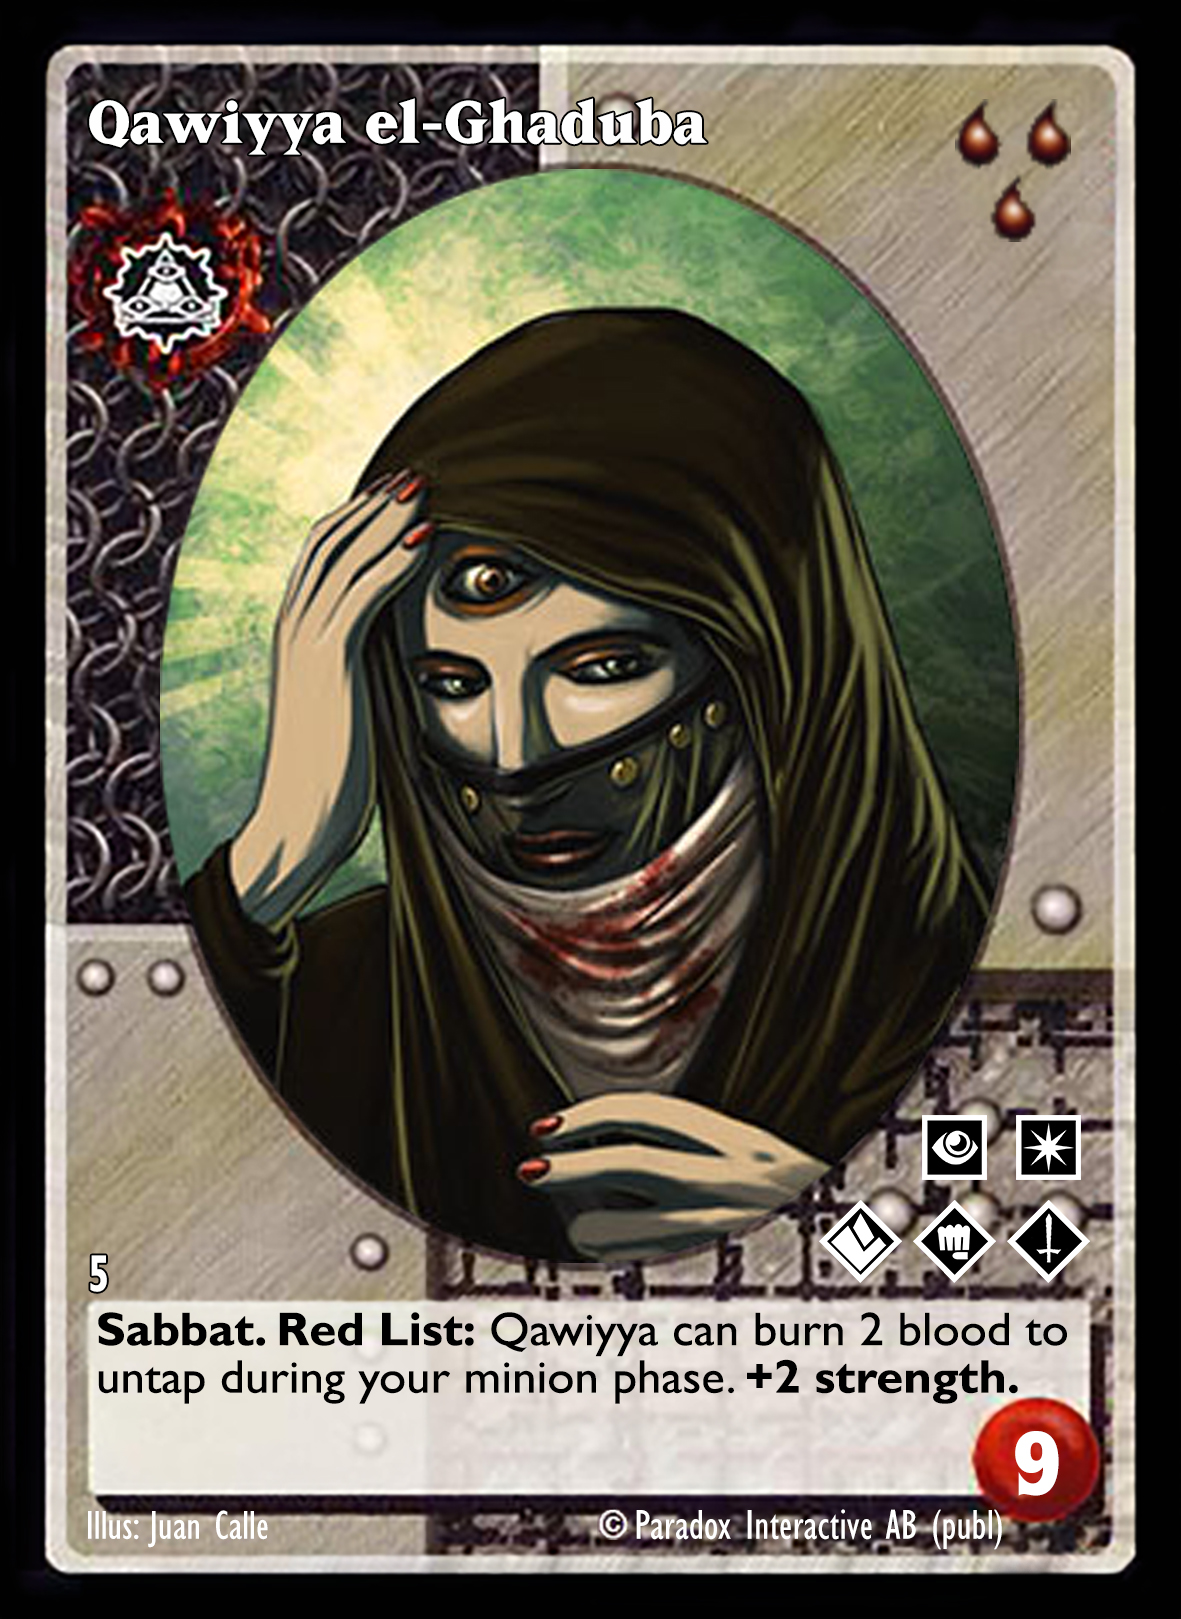 Qawiyya el-Ghaduba
5
Sabbat. Red List: Qawiyya can burn 2 blood to
untap during your minion phase. +2 strength.
9
Illus: Juan Calle
© Paradox Interactive AB (publ)